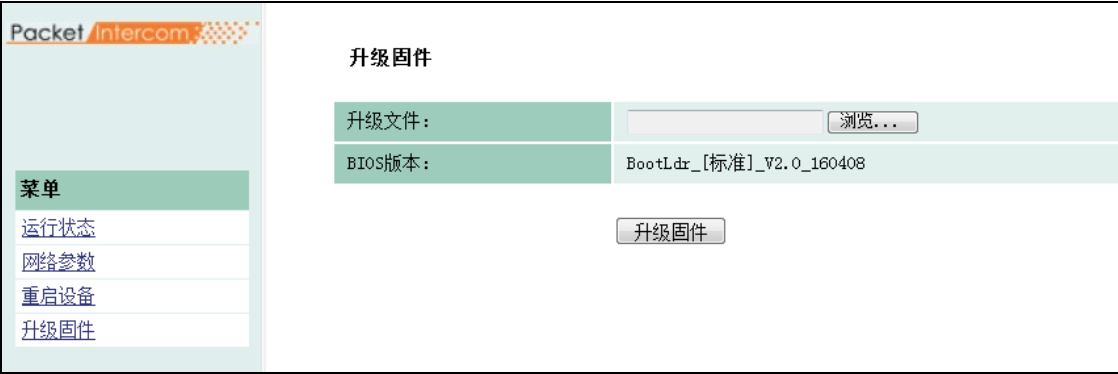 Packet Intercom
升级固件
升级文件：
浏览...
BIOS版本：
BootLdr_[标准]_V2.0_160408
升级固件
菜单
运行状态
网络参数
重启设备
升级固件